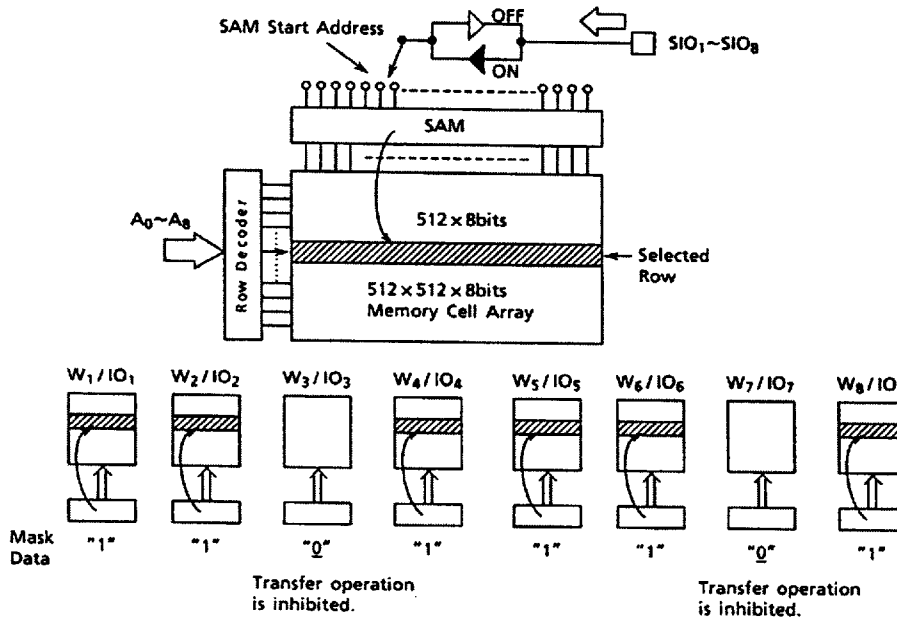 OFF
SAM Start Address
SIO1~SIO8
ON
SAM
A0~A8
Row Decoder
512×8bits
Selected
Row
512×512×8bits
Memory Cell Array
W1/IO1 W2/IO2 W3/IO3 W4/IO4 W5/IO5 W6/IO6 W7/IO7 W8/IO
Mask
Data
"1" "1" "0" "1" "1" "1" "0" "1"
Transfer operation
is inhibited.
Transfer operation
is inhibited.